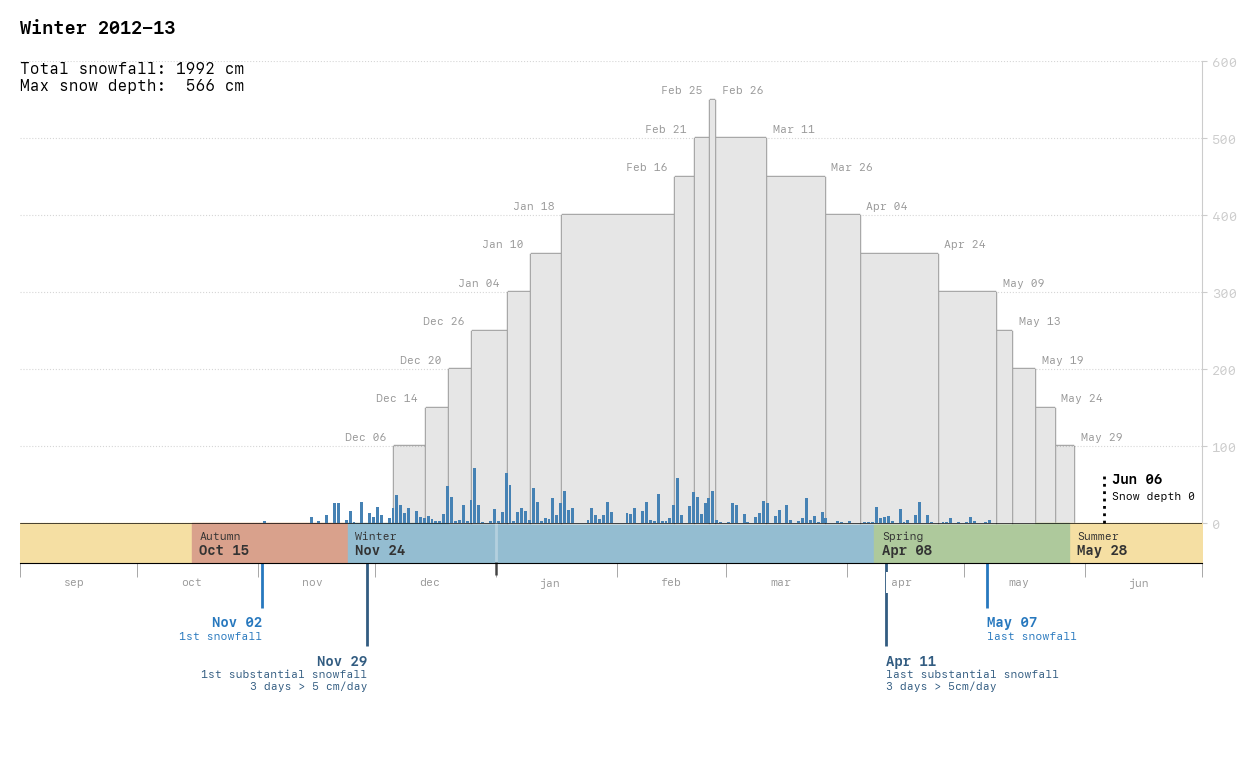 Winter 2012–13
Total snowfall: 1992 cm
Max snow depth:  566 cm
600
Feb 25 Feb 26
Feb 21 Mar 11
500
Feb 16 Mar 26
Jan 18 Apr 04
400
Jan 10 Apr 24
Jan 04 May 09
300
Dec 26 May 13
Dec 20 May 19
200
Dec 14 May 24
Dec 06 May 29
100
Jun 06
Snow depth 0
0
Autumn
Oct 15
Winter
Nov 24
Spring
Apr 08
Summer
May 28
sep oct nov dec jan feb mar apr may jun
Nov 02
1st snowfall
May 07
last snowfall
Nov 29
1st substantial snowfall
3 days > 5 cm/day
Apr 11
last substantial snowfall
3 days > 5cm/day